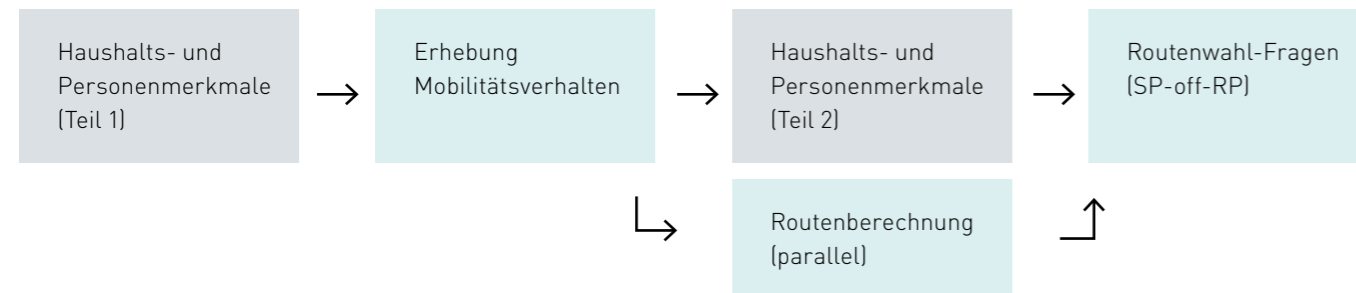 Haushalts- und
Personenmerkmale
(Teil 1)
Erhebung
Mobilitätsverhalten
Haushalts- und
Personenmerkmale
(Teil 2)
Routenwahl-Fragen
(SP-off-RP)
Routenberechnung
(parallel)